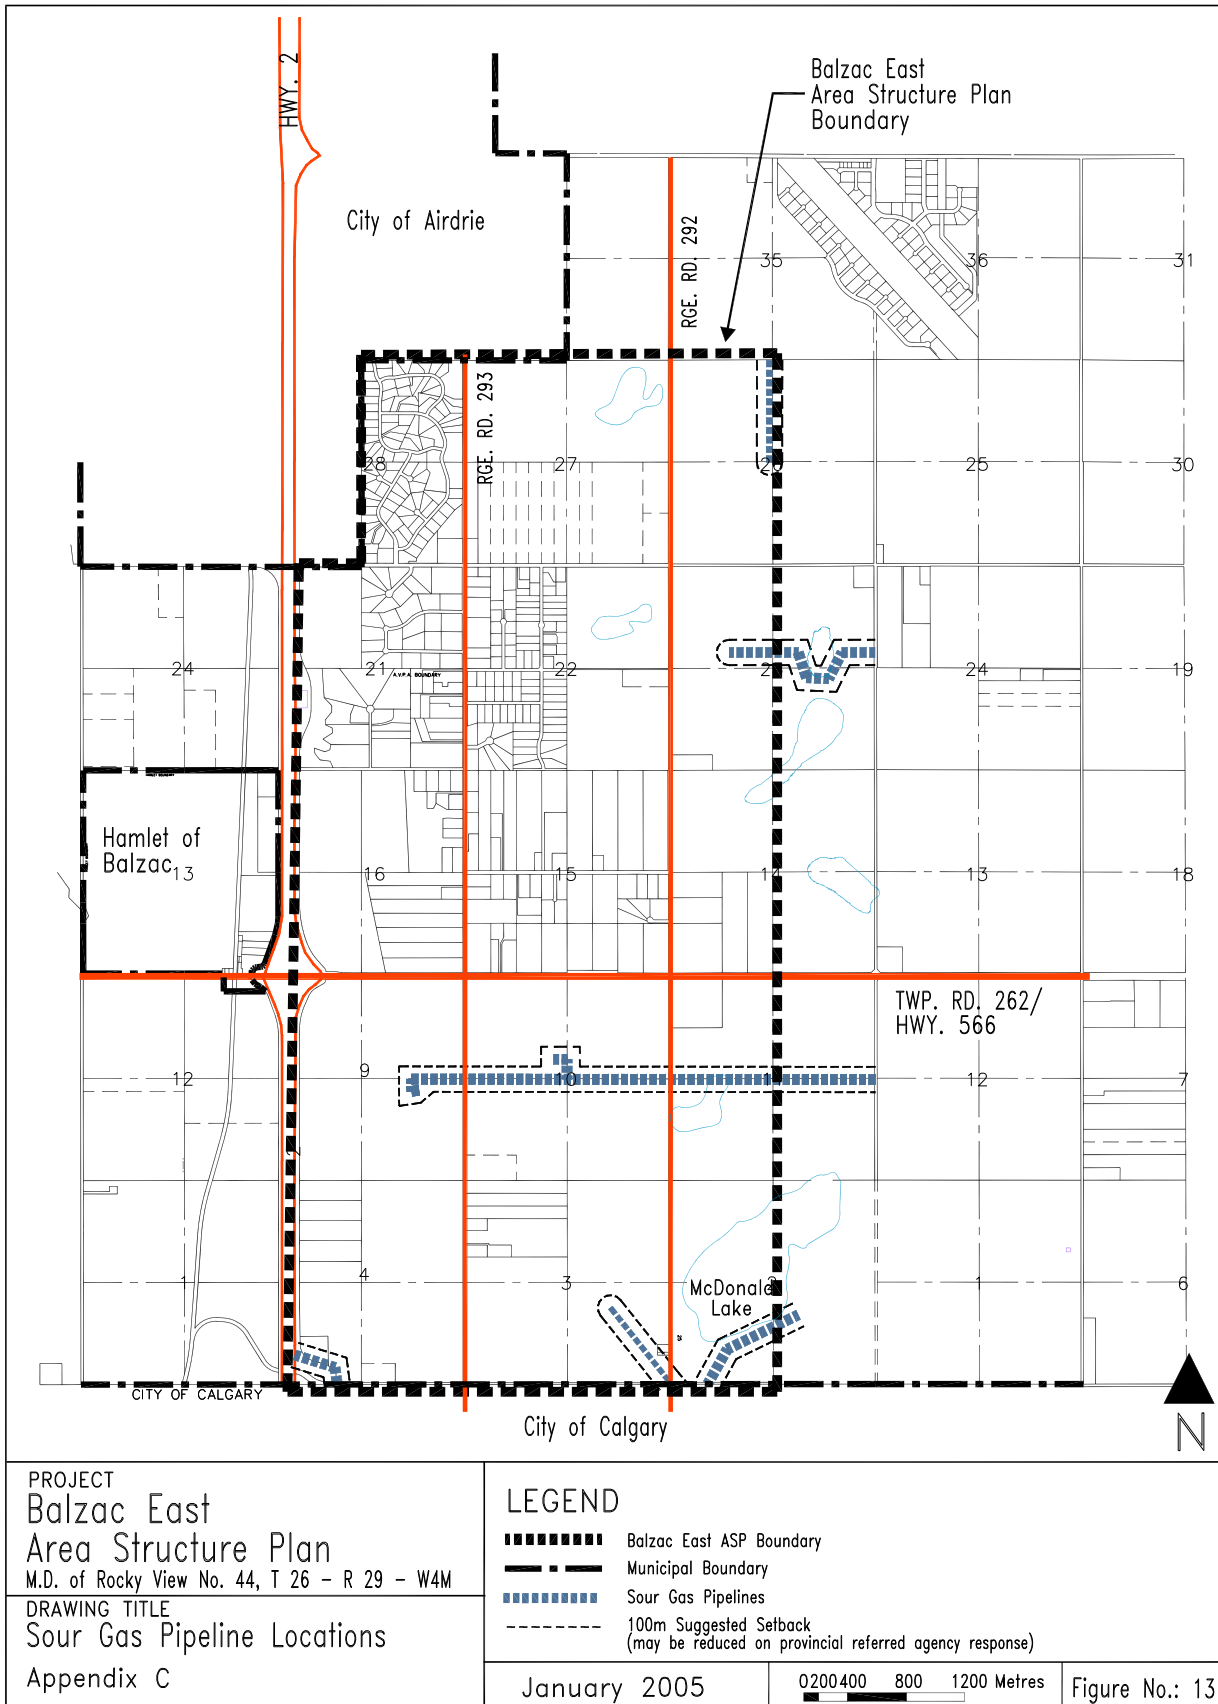 HWY. 2
Balzac East
Area Structure Plan
Boundary
City of Airdrie
RGE. RD. 292
35
36
31
RGE. RD. 293
28
27
26
25
30
24
21
A.V.P.A. BOUNDARY
22
23
24
19
HAMLET BOUNDARY
Hamlet of
Balzac
13
16
15
14
13
18
TWP. RD. 262/
HWY. 566
12
9
10
11
12
7
2
1
4
3
2
1
6
McDonald
Lake
CITY OF CALGARY
City of Calgary
N
PROJECT
Balzac East
Area Structure Plan
M.D. of Rocky View No. 44, T 26 - R 29 - W4M
DRAWING TITLE
Sour Gas Pipeline Locations
Appendix C
LEGEND
Balzac East ASP Boundary
Municipal Boundary
Sour Gas Pipelines
100m Suggested Setback
(may be reduced on provincial referred agency response)
January 2005
0 200 400 800 1200 Metres
Figure No.: 13